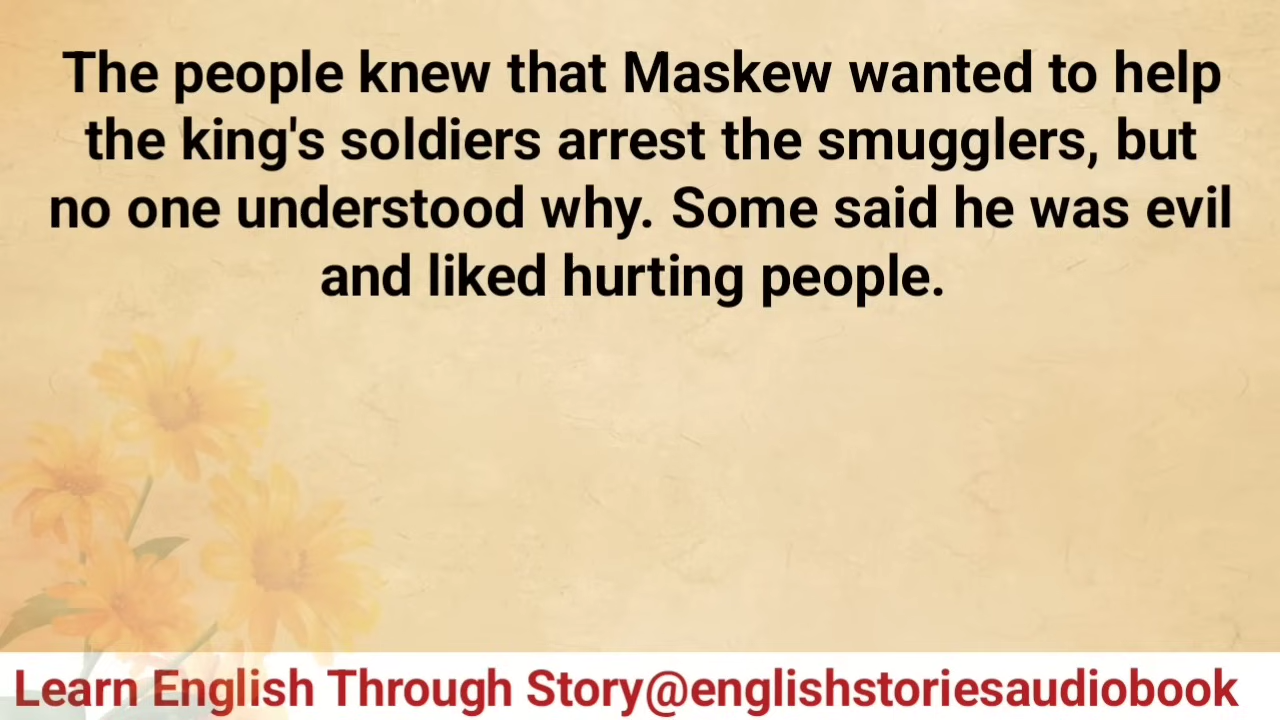 The people knew that Maskew wanted to help
the king's soldiers arrest the smugglers, but
no one understood why. Some said he was evil
and liked hurting people.
Learn English Through Story@englishstoriesaudiobook